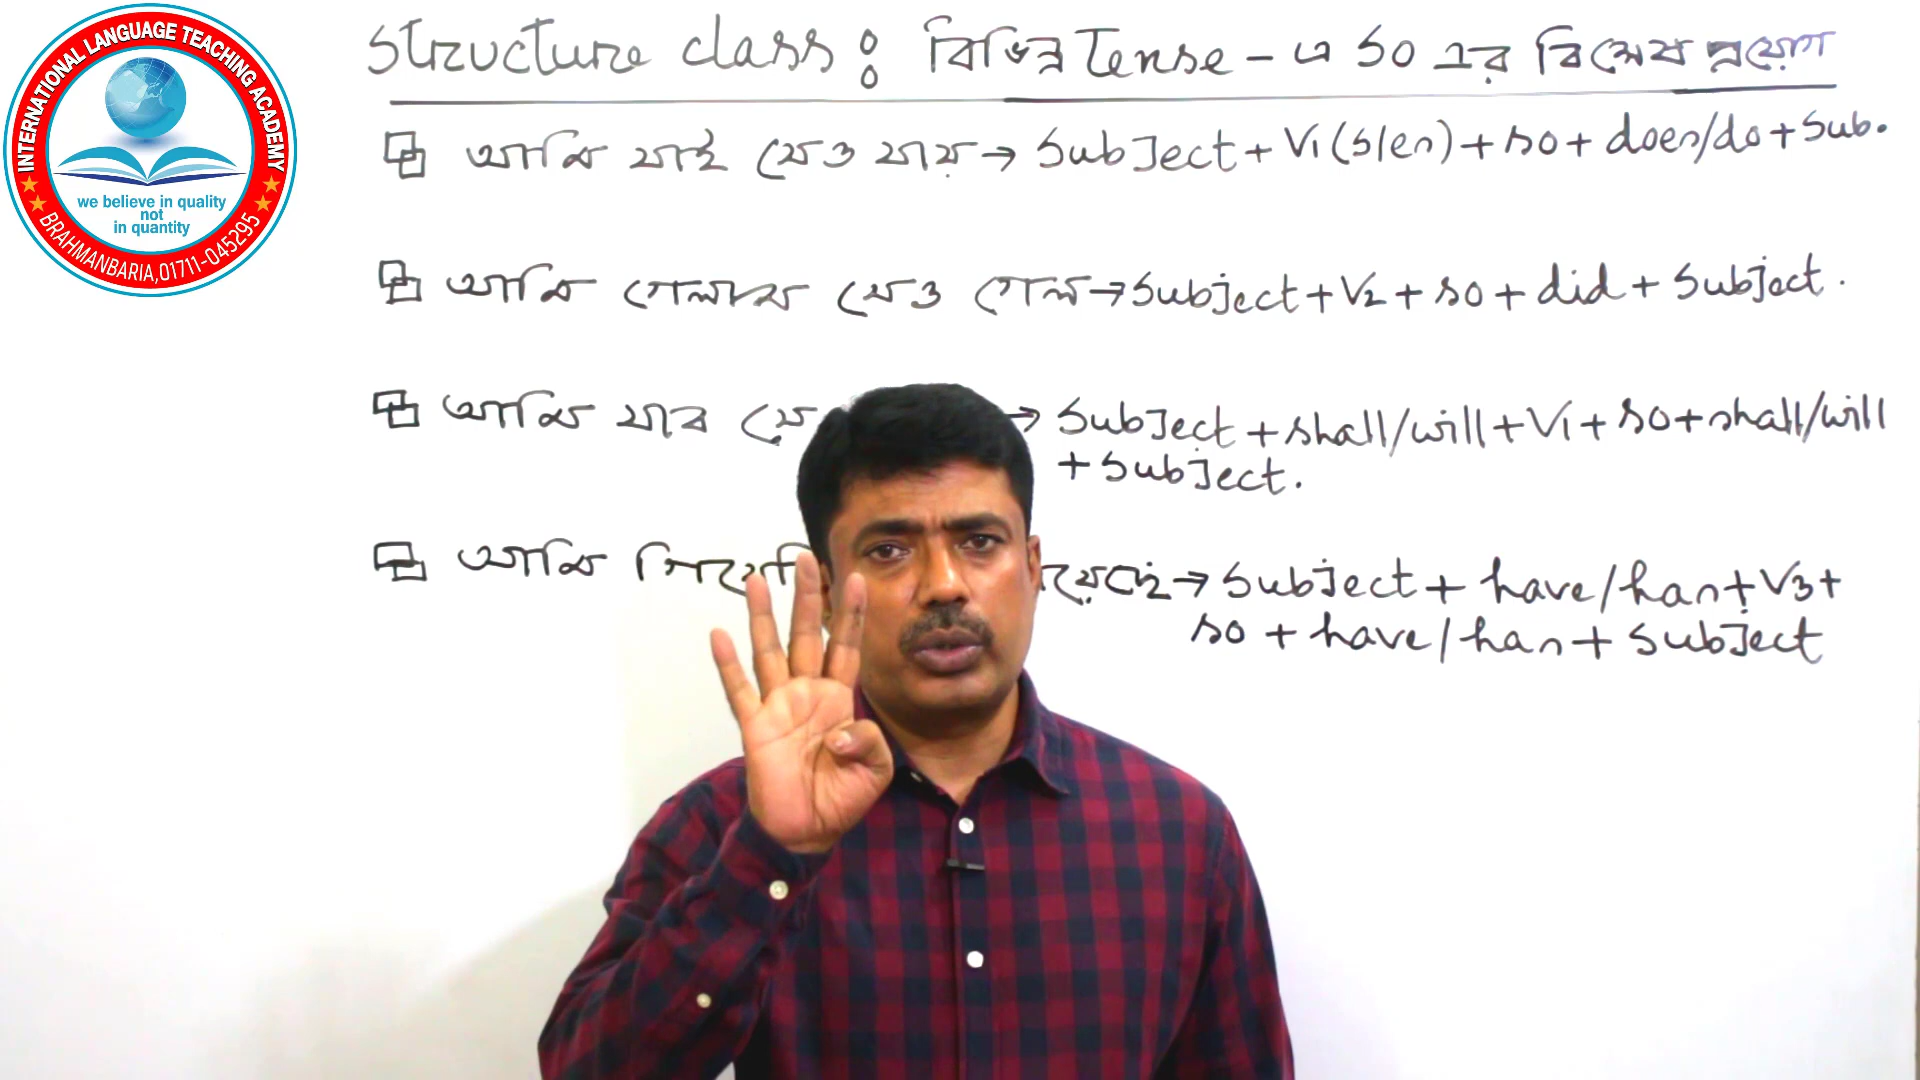 INTERNATIONAL LANGUAGE TEACHING ACADEMY
we believe in quality
not
in quantity
BRAHMANBARIA,01711-045295
Structure class: বিভিন্ন Tense - এ so এর বিশেষ প্রয়োগ
আমি যাই সেও যায় → Subject + V1 (s/es) + so + does/do + Sub.
আমি গেলাম সেও গেল → Subject + V2 + so + did + Subject.
আমি যাব → Subject + shall/will + V1 + so + shall/will
+ Subject.
আমি → Subject + have/has + V3 +
so + have/has + Subject